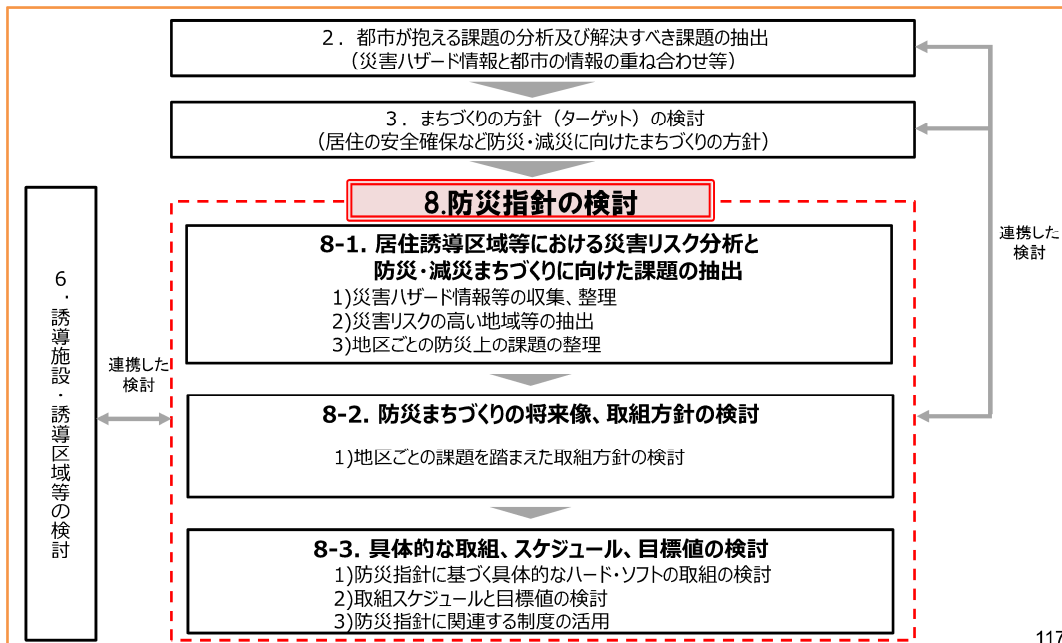 2．都市が抱える課題の分析及び解決すべき課題の抽出
（災害ハザード情報と都市の情報の重ね合わせ等）
3．まちづくりの方針（ターゲット）の検討
（居住の安全確保など防災・減災に向けたまちづくりの方針）
8.防災指針の検討
8-1. 居住誘導区域等における災害リスク分析と
防災・減災まちづくりに向けた課題の抽出
1)災害ハザード情報等の収集、整理
2)災害リスクの高い地域等の抽出
3)地区ごとの防災上の課題の整理
連携した
検討
6．誘導施設・誘導区域等の検討
連携した
検討
8-2. 防災まちづくりの将来像、取組方針の検討
1)地区ごとの課題を踏まえた取組方針の検討
8-3. 具体的な取組、スケジュール、目標値の検討
1)防災指針に基づく具体的なハード・ソフトの取組の検討
2)取組スケジュールと目標値の検討
3)防災指針に関連する制度の活用
117